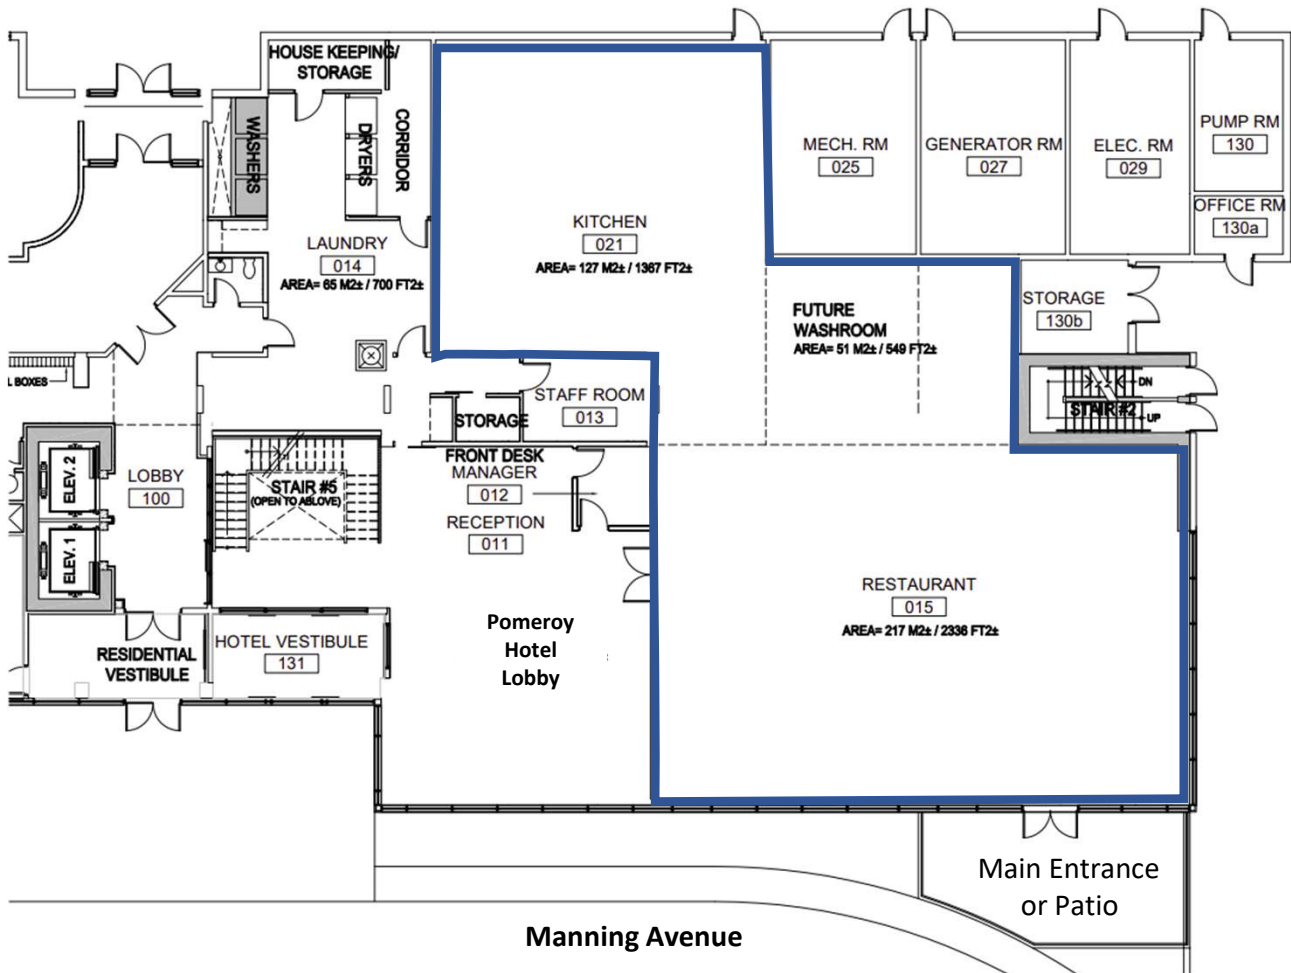 HOUSE KEEPING/
STORAGE
WASHERS
DRYERS
CORRIDOR
LAUNDRY
014
AREA= 65 M2± / 700 FT2±
KITCHEN
021
AREA= 127 M2± / 1367 FT2±
MECH. RM
025
GENERATOR RM
027
ELEC. RM
029
PUMP RM
130
OFFICE RM
130a
FUTURE
WASHROOM
AREA= 51 M2± / 549 FT2±
STORAGE
130b
DN
STAIR #2
UP
L BOXES
STAFF ROOM
013
STORAGE
ELEV. 2
ELEV. 1
LOBBY
100
STAIR #5
(OPEN TO ABLOVE)
FRONT DESK
MANAGER
012
RECEPTION
011
RESTAURANT
015
AREA= 217 M2± / 2336 FT2±
Pomeroy
Hotel
Lobby
RESIDENTIAL
VESTIBULE
HOTEL VESTIBULE
131
Main Entrance
or Patio
Manning Avenue